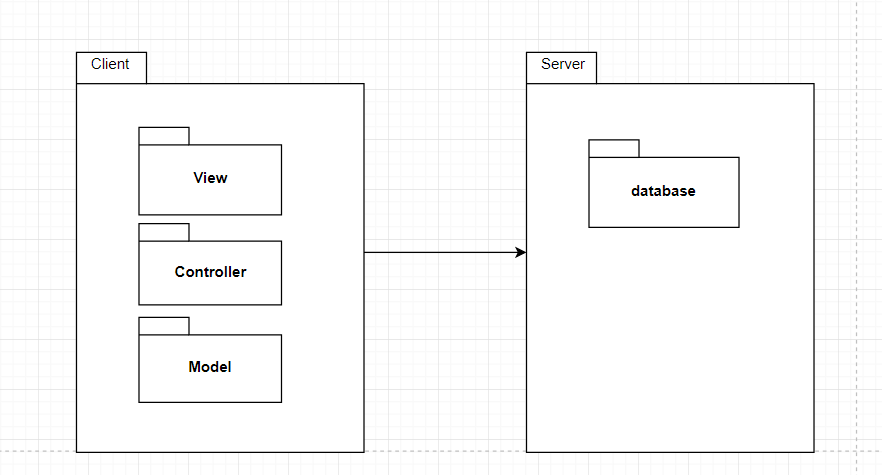 Client
View
Controller
Model
Server
database